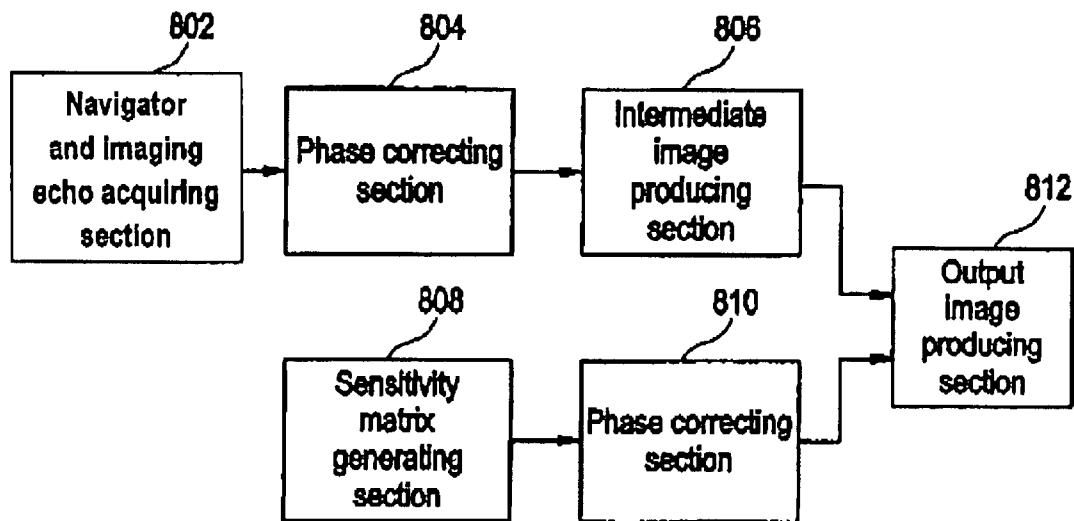 802
Navigator
and imaging
echo acquiring
section
804
Phase correcting
section
806
Intermediate
image
producing
section
808
Sensitivity
matrix
generating
section
810
Phase correcting
section
812
Output
image
producing
section